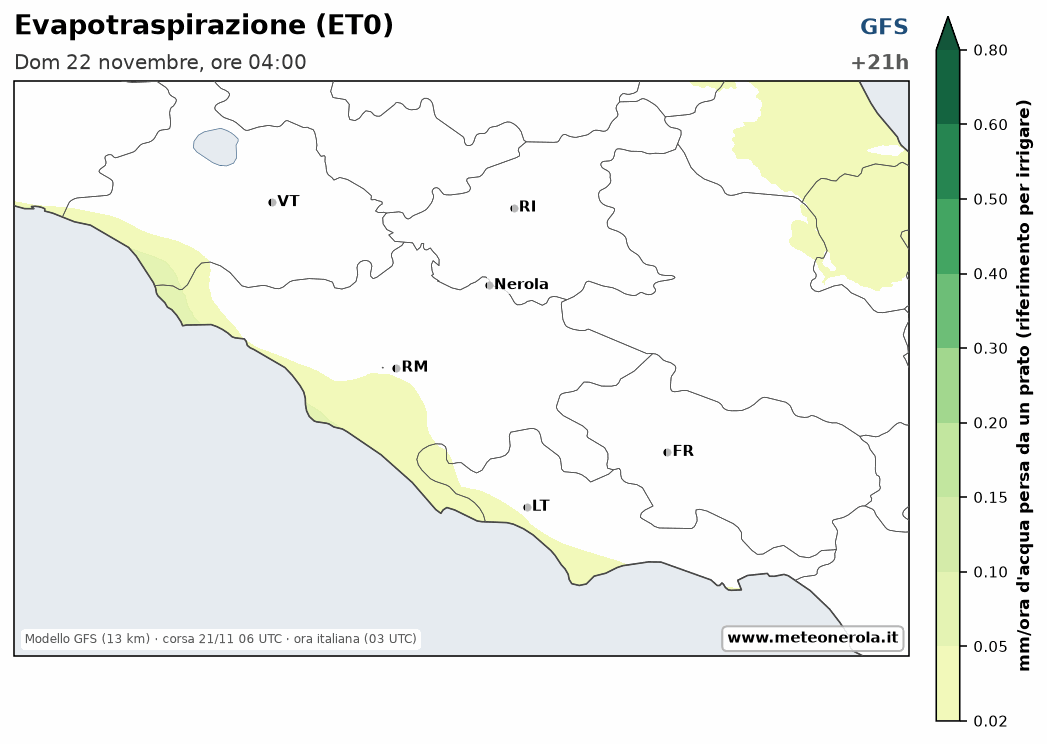 Evapotraspirazione (ET0)
GFS
Dom 22 novembre, ore 04:00
+21h
VT
RI
Nerola
RM
FR
LT
Modello GFS (13 km) · corsa 21/11 06 UTC · ora italiana (03 UTC)
www.meteonerola.it
0.80
0.60
0.50
0.40
0.30
0.20
0.15
0.10
0.05
0.02
mm/ora d'acqua persa da un prato (riferimento per irrigare)